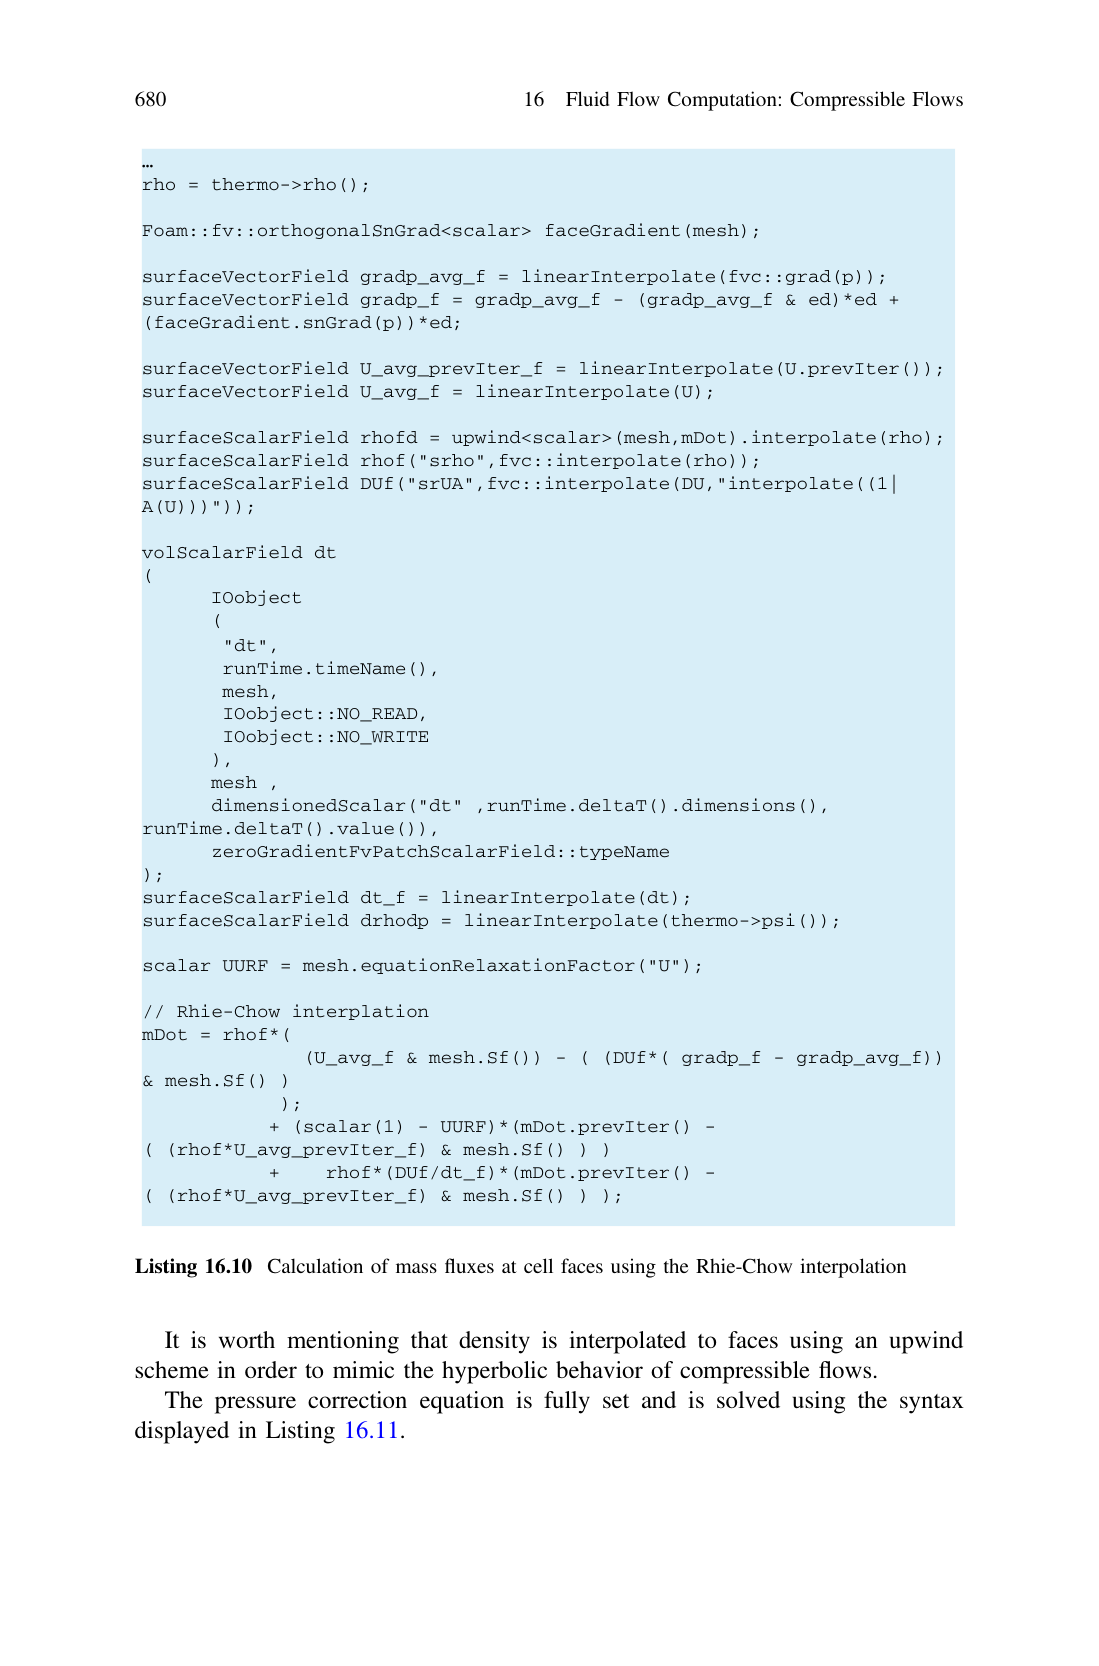 680 16 Fluid Flow Computation: Compressible Flows
…
rho = thermo->rho();
Foam::fv::orthogonalSnGrad<scalar> faceGradient(mesh);
surfaceVectorField gradp_avg_f = linearInterpolate(fvc::grad(p));
surfaceVectorField gradp_f = gradp_avg_f - (gradp_avg_f & ed)*ed +
(faceGradient.snGrad(p))*ed;
surfaceVectorField U_avg_prevIter_f = linearInterpolate(U.prevIter());
surfaceVectorField U_avg_f = linearInterpolate(U);
surfaceScalarField rhofd = upwind<scalar>(mesh,mDot).interpolate(rho);
surfaceScalarField rhof("srho",fvc::interpolate(rho));
surfaceScalarField DUf("srUA",fvc::interpolate(DU,"interpolate((1|
A(U)))"));
volScalarField dt
(
IOobject
(
"dt",
runTime.timeName(),
mesh,
IOobject::NO_READ,
IOobject::NO_WRITE
),
mesh ,
dimensionedScalar("dt" ,runTime.deltaT().dimensions(),
runTime.deltaT().value()),
zeroGradientFvPatchScalarField::typeName
);
surfaceScalarField dt_f = linearInterpolate(dt);
surfaceScalarField drhodp = linearInterpolate(thermo->psi());
scalar UURF = mesh.equationRelaxationFactor("U");
// Rhie-Chow interplation
mDot = rhof*(
(U_avg_f & mesh.Sf()) - ( (DUf*( gradp_f - gradp_avg_f))
& mesh.Sf() )
);
+ (scalar(1) - UURF)*(mDot.prevIter() -
( (rhof*U_avg_prevIter_f) & mesh.Sf() ) )
+ rhof*(DUf/dt_f)*(mDot.prevIter() -
( (rhof*U_avg_prevIter_f) & mesh.Sf() ) );
Listing 16.10 Calculation of mass fluxes at cell faces using the Rhie-Chow interpolation
It is worth mentioning that density is interpolated to faces using an upwind
scheme in order to mimic the hyperbolic behavior of compressible flows.
The pressure correction equation is fully set and is solved using the syntax
displayed in Listing 16.11.